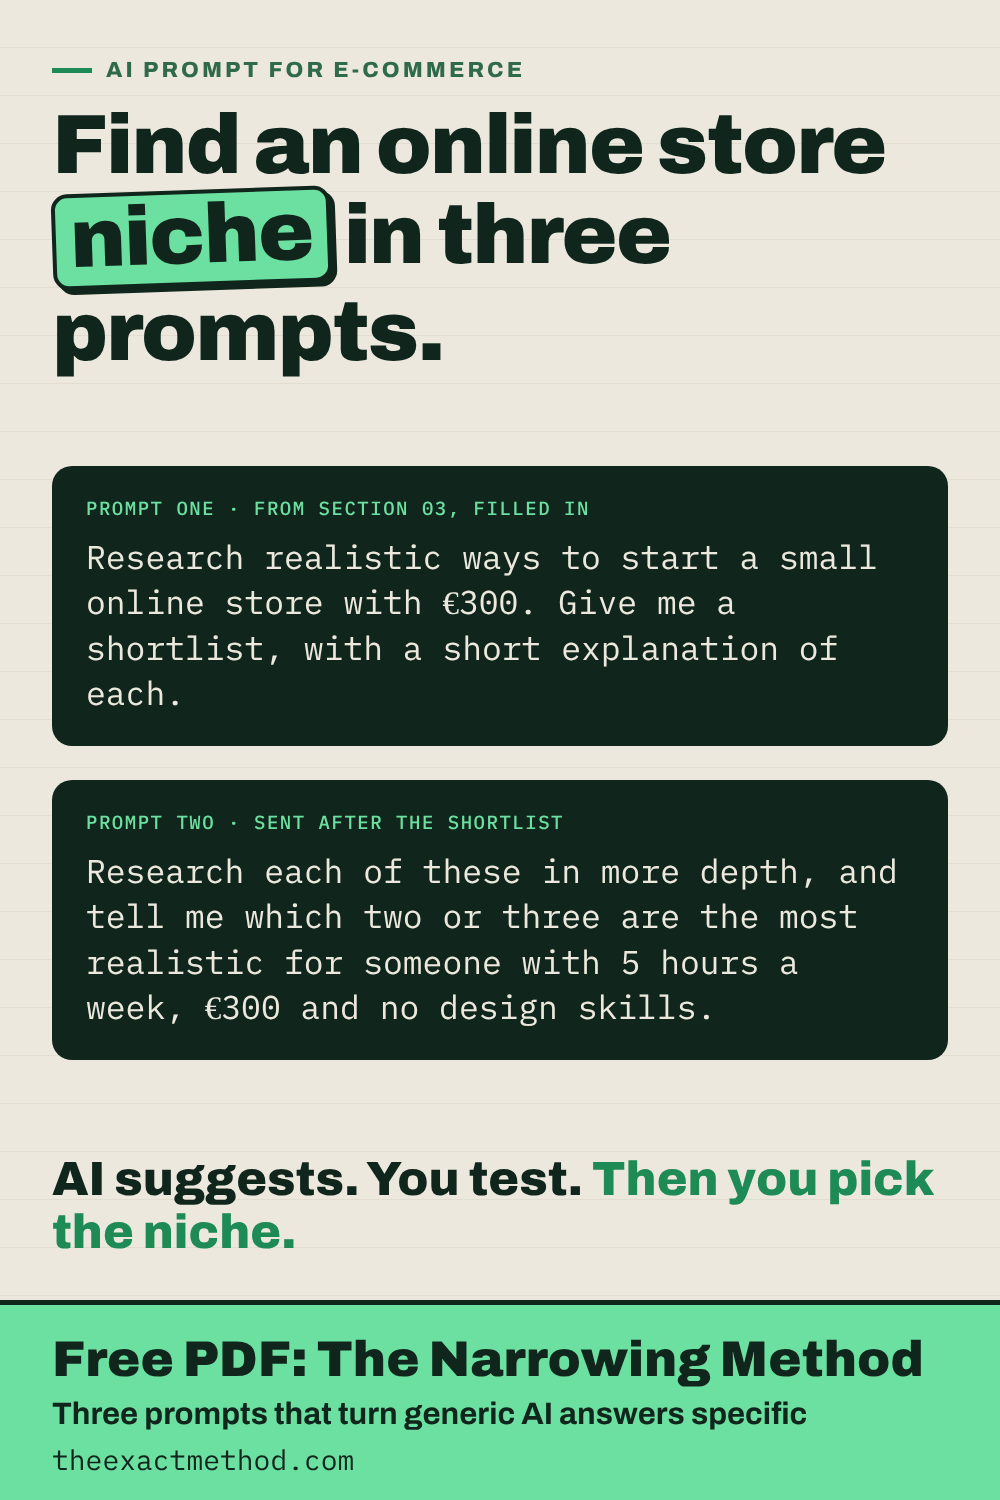 AI PROMPT FOR E-COMMERCE
Find an online store
niche in three
prompts.
PROMPT ONE · FROM SECTION 03, FILLED IN
Research realistic ways to start a small
online store with €300. Give me a
shortlist, with a short explanation of
each.
PROMPT TWO · SENT AFTER THE SHORTLIST
Research each of these in more depth, and
tell me which two or three are the most
realistic for someone with 5 hours a
week, €300 and no design skills.
AI suggests. You test. Then you pick
the niche.
Free PDF: The Narrowing Method
Three prompts that turn generic AI answers specific
theexactmethod.com